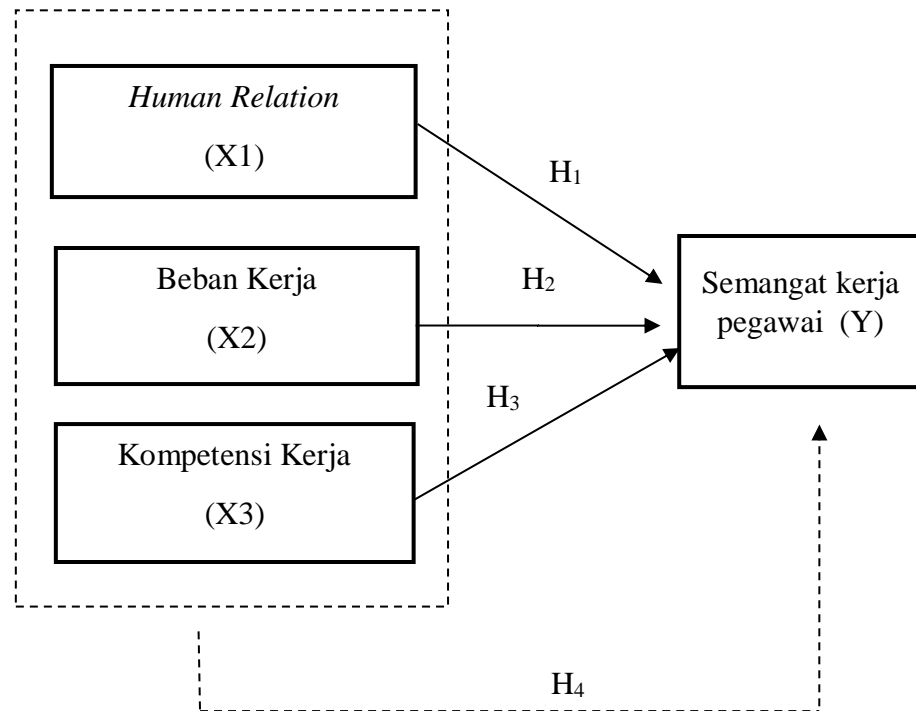 Human Relation
(X1)
H₁
Beban Kerja
(X2)
H₂
Semangat kerja
pegawai (Y)
H₃
Kompetensi Kerja
(X3)
H₄